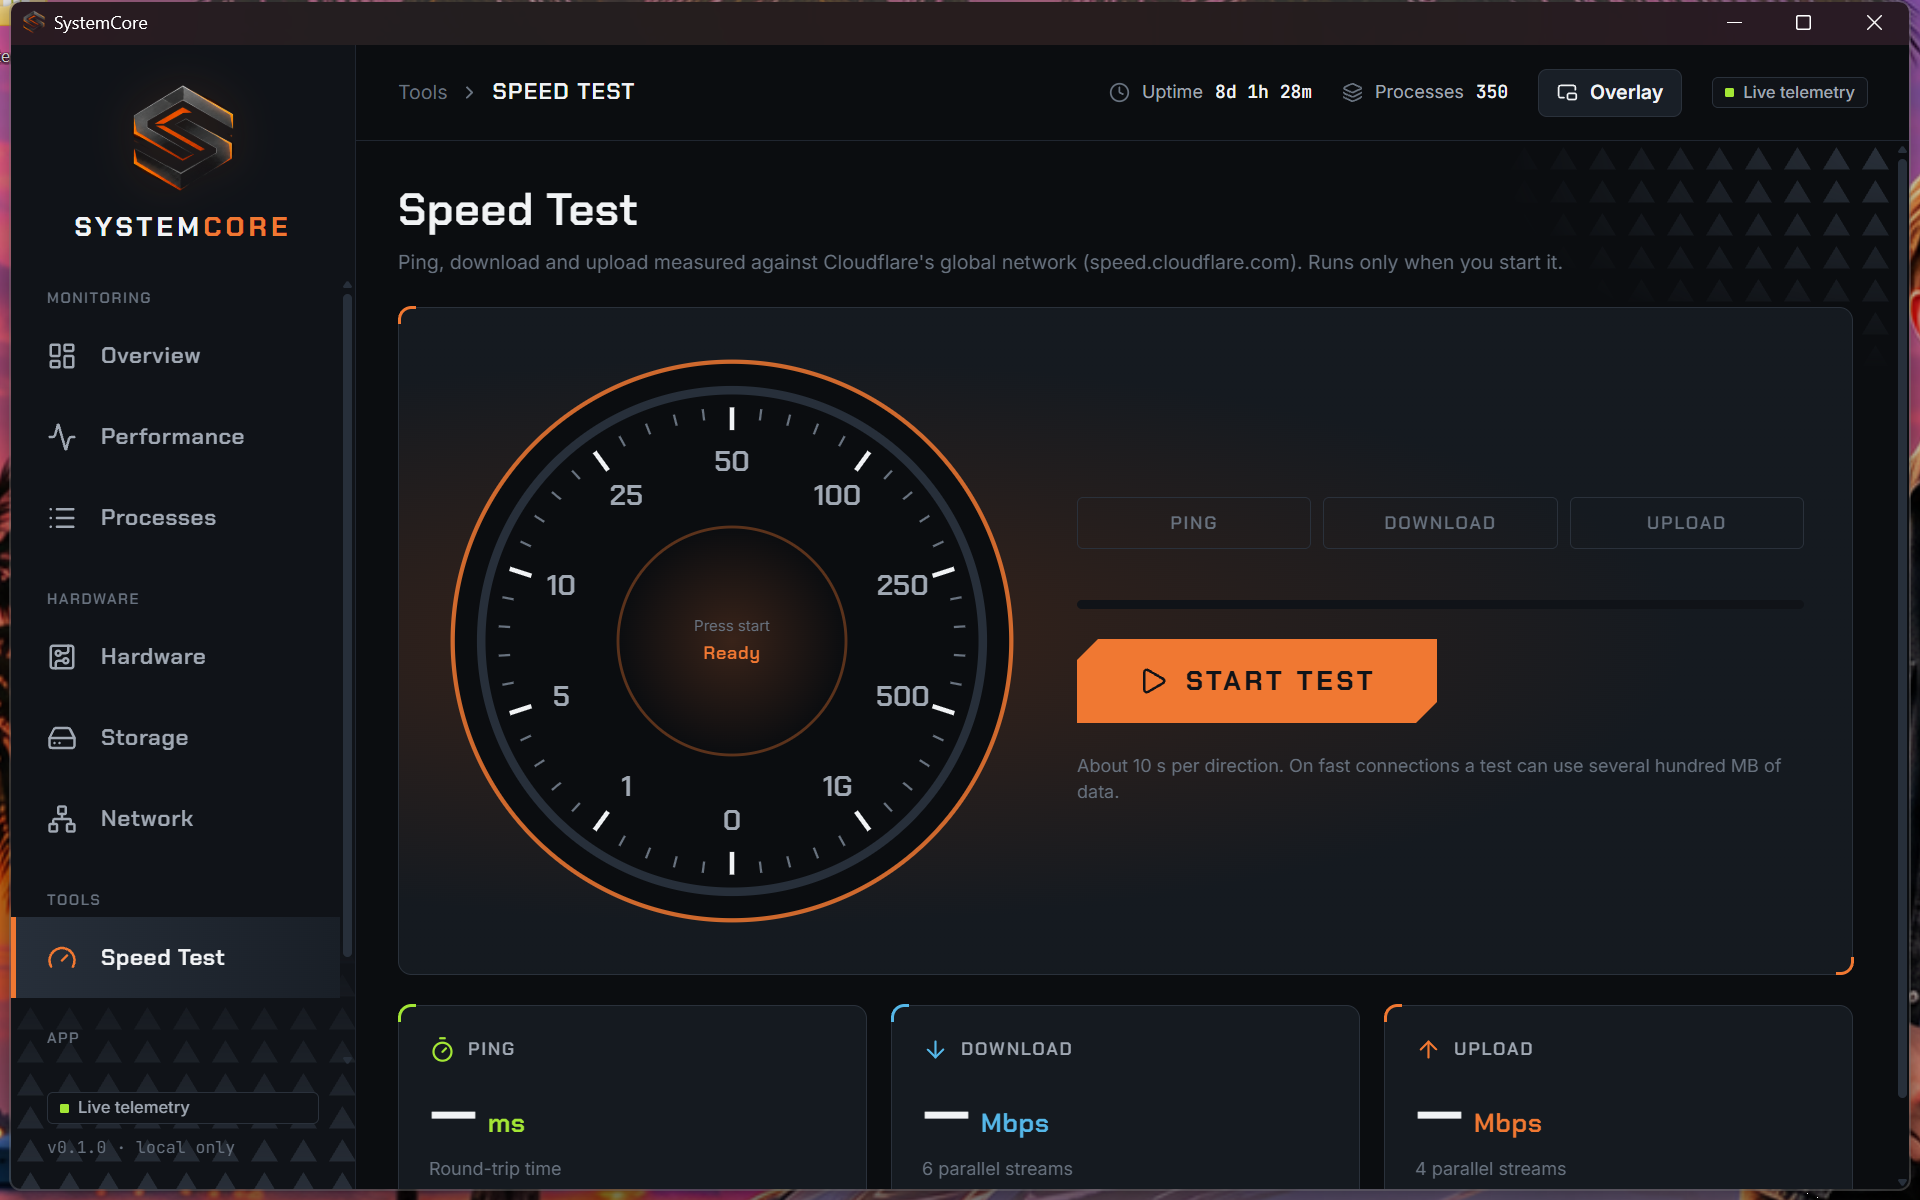 SystemCore
SYSTEMCORE
MONITORING
Overview
Performance
Processes
HARDWARE
Hardware
Storage
Network
TOOLS
Speed Test
APP
Live telemetry
v0.1.0 · local only
Tools > SPEED TEST
Uptime 8d 1h 28m
Processes 350
Overlay
Live telemetry
Speed Test
Ping, download and upload measured against Cloudflare's global network (speed.cloudflare.com). Runs only when you start it.
50
25
100
10
250
5
500
1
1G
0
Press start
Ready
PING
DOWNLOAD
UPLOAD
START TEST
About 10 s per direction. On fast connections a test can use several hundred MB of
data.
PING
— ms
Round-trip time
DOWNLOAD
— Mbps
6 parallel streams
UPLOAD
— Mbps
4 parallel streams